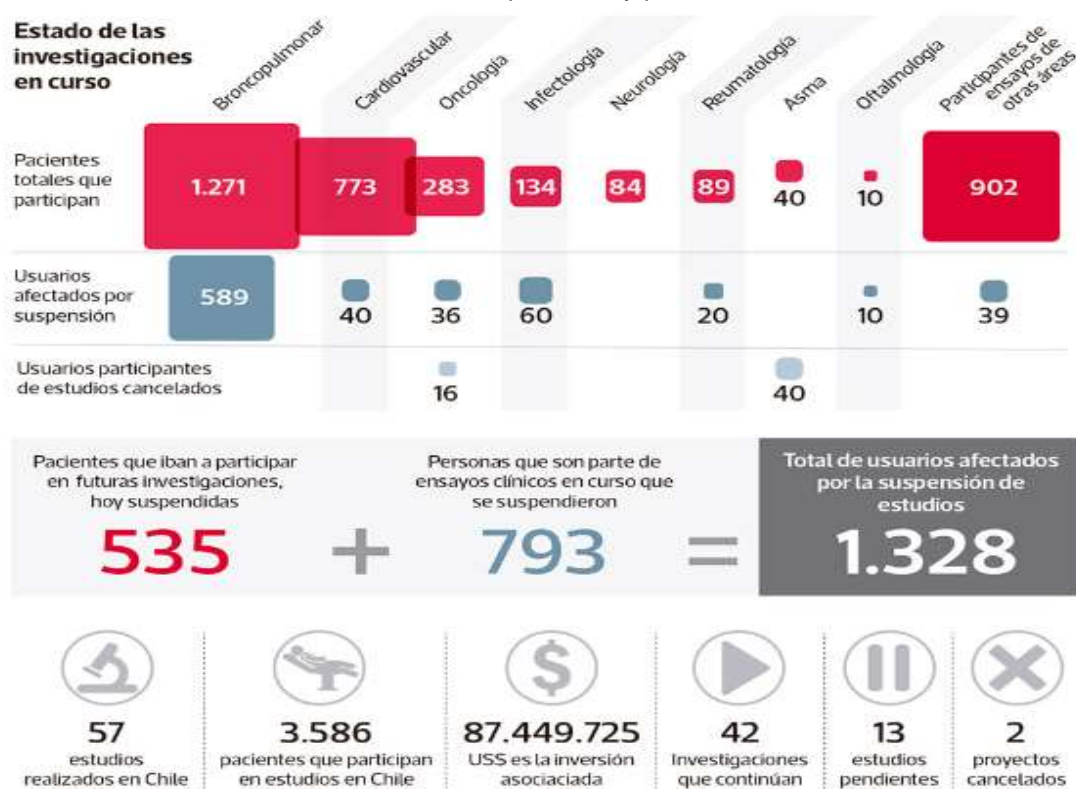 Estado de las
investigaciones
en curso
Broncopulmonar
Cardiovascular
Oncología
Infectología
Neurología
Reumatología
Asma
Oftalmología
Participantes de
ensayos de
otras áreas
Pacientes
totales que
participan
1.271
773
283
134
84
89
40
10
902
Usuarios
afectados por
suspensión
589
40
36
60
20
10
39
Usuarios participantes
de estudios cancelados
16
40
Pacientes que iban a participar
en futuras investigaciones,
hoy suspendidas
535
+
Personas que son parte de
ensayos clínicos en curso que
se suspendieron
793
=
Total de usuarios afectados
por la suspensión de
estudios
1.328
57
estudios
realizados en Chile
3.586
pacientes que participan
en estudios en Chile
$
87.449.725
USS es la inversión
asociaciada
42
Investigaciones
que continúan
13
estudios
pendientes
2
proyectos
cancelados